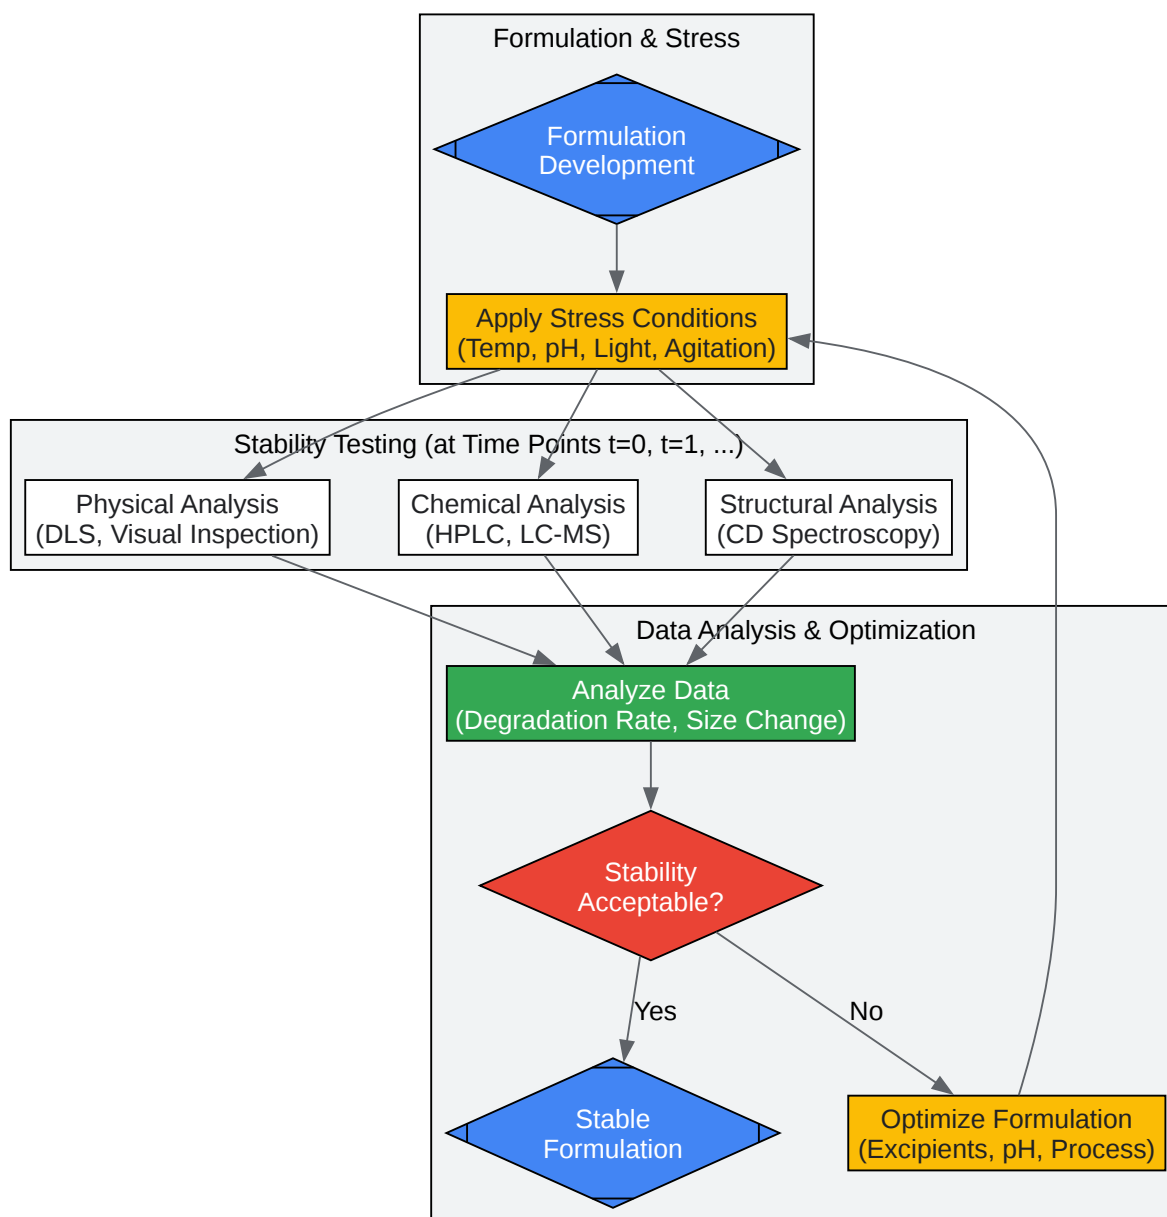 Formulation & Stress
Formulation
Development
Apply Stress Conditions
(Temp, pH, Light, Agitation)
Stability Testing (at Time Points t=0, t=1, ...)
Physical Analysis
(DLS, Visual Inspection)
Chemical Analysis
(HPLC, LC-MS)
Structural Analysis
(CD Spectroscopy)
Data Analysis & Optimization
Analyze Data
(Degradation Rate, Size Change)
Stability
Acceptable?
Yes
No
Stable
Formulation
Optimize Formulation
(Excipients, pH, Process)